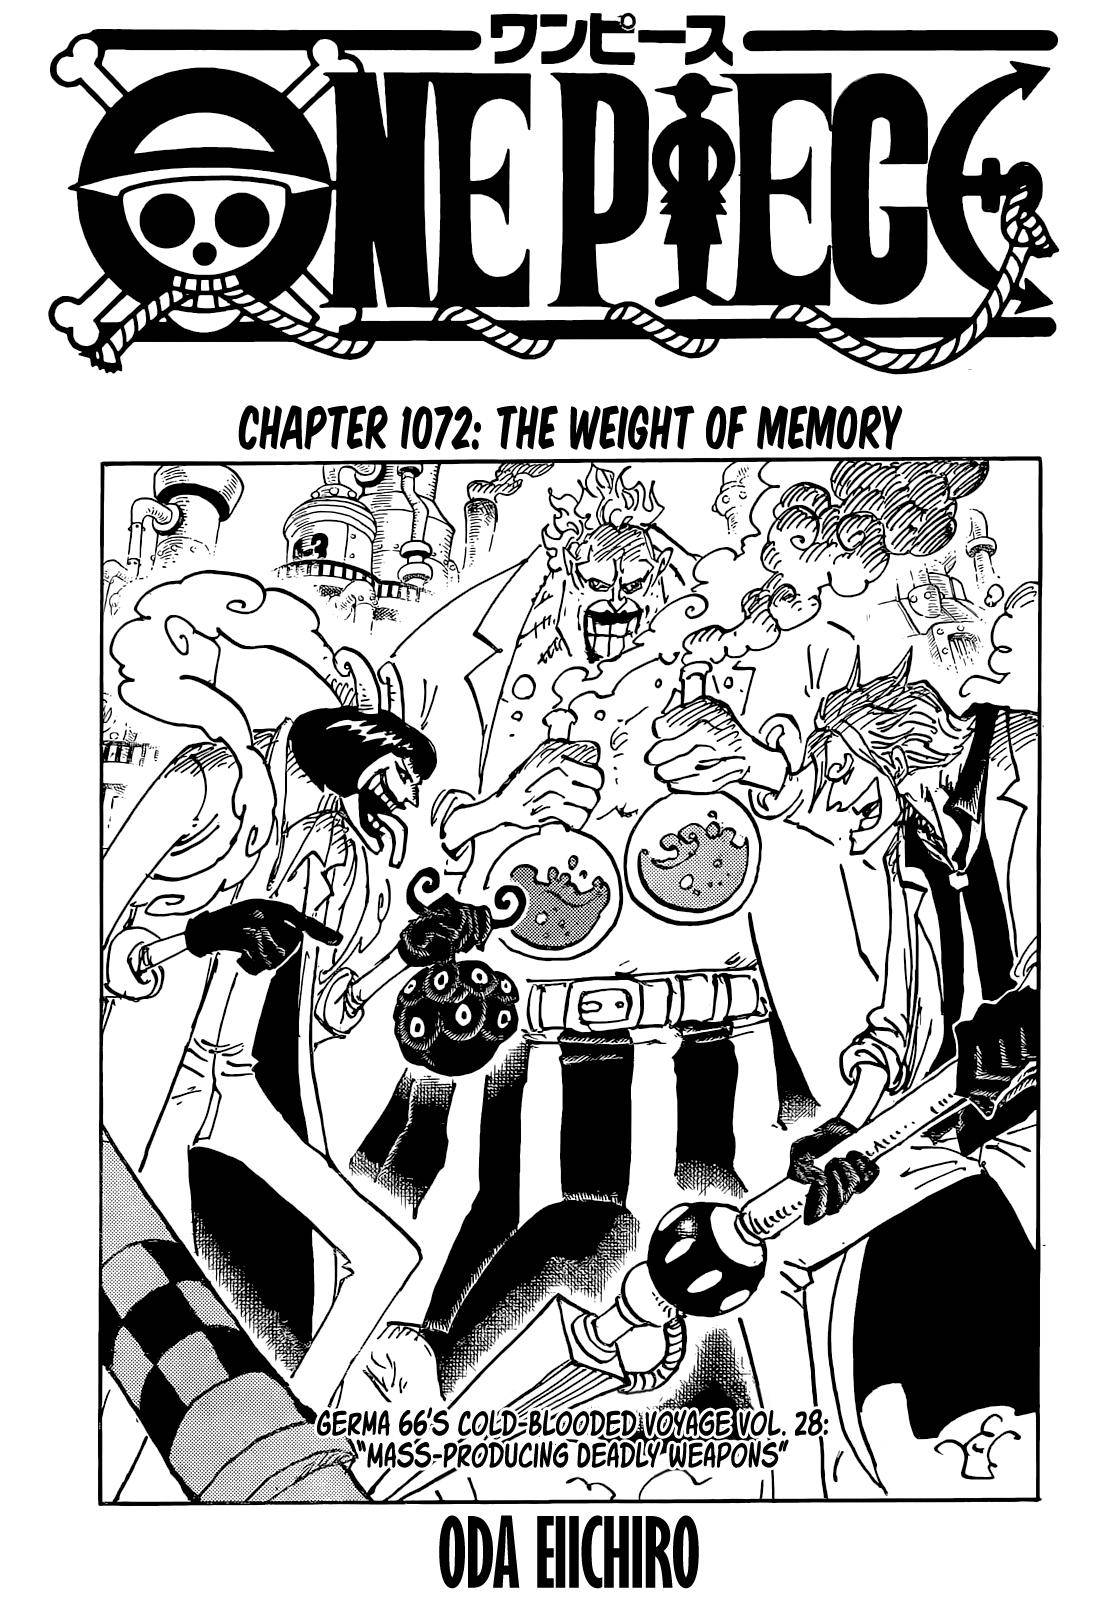 ワンピース
ONE PIECE
CHAPTER 1072: THE WEIGHT OF MEMORY
GERMA 66'S COLD-BLOODED VOYAGE VOL. 28:
"MASS-PRODUCING DEADLY WEAPONS"
ODA EIICHIRO